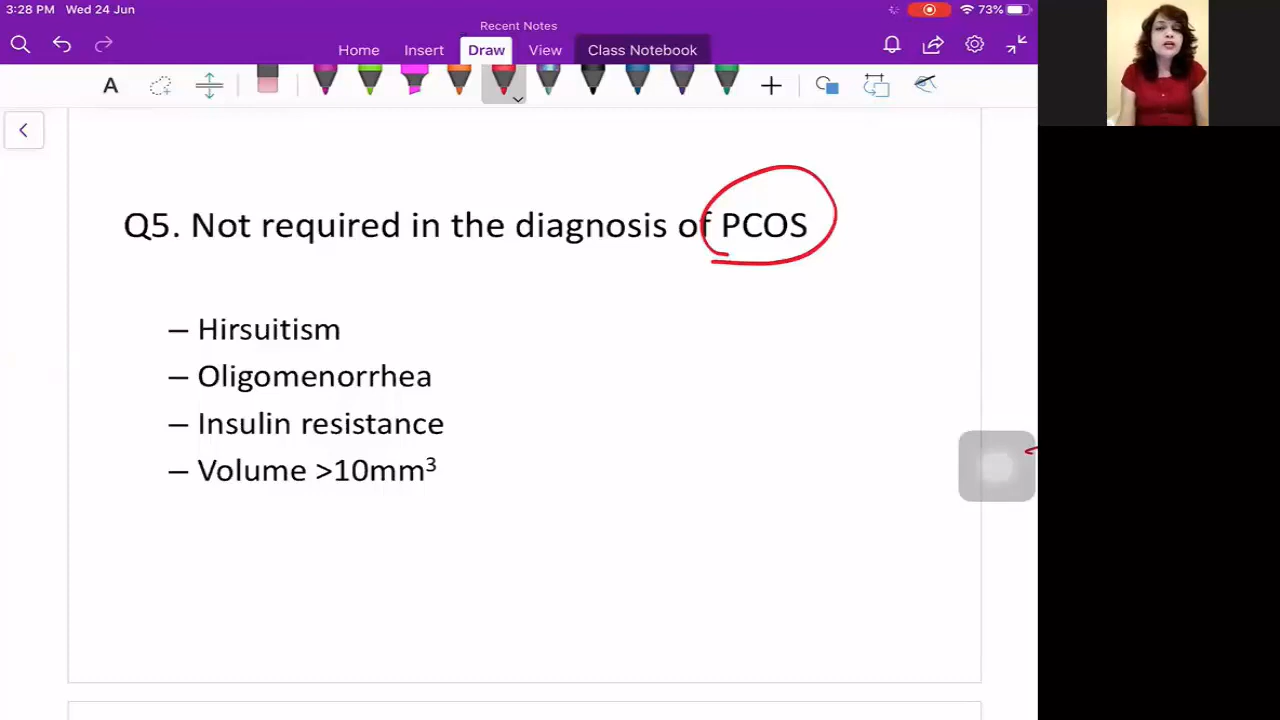 3:28 PM Wed 24 Jun
73%
Recent Notes
Home Insert Draw View Class Notebook
A
Q5. Not required in the diagnosis of PCOS
– Hirsuitism
– Oligomenorrhea
– Insulin resistance
– Volume >10mm³